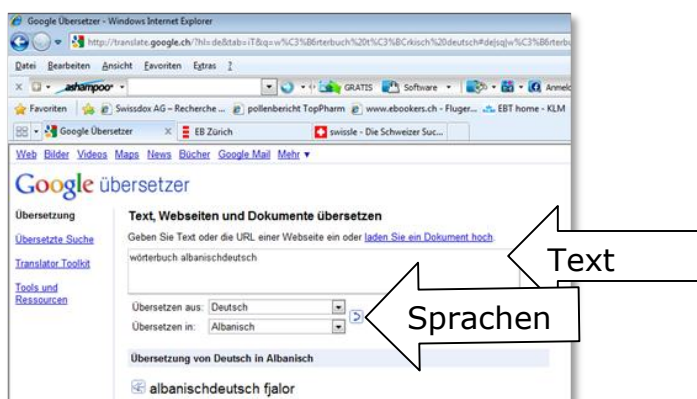 Google Übersetzer - Windows Internet Explorer
http://translate.google.ch/?hl=de&tab=iT&q=w%C3%B6rterbuch%20t%C3%BCrkisch%20deutsch#de|sq|w%C3%B6rterbu
Datei Bearbeiten Ansicht Favoriten Extras ?
x ashampoo GRATIS Software Anmelc
Favoriten Swissdox AG – Recherche ... pollenbericht TopPharm www.ebookers.ch - Fluger... EBT home - KLM
Google Übersetzer x EB Zürich swissle - Die Schweizer Suc...
Web Bilder Videos Maps News Bücher Google Mail Mehr ▼
Google übersetzer
Übersetzung
Übersetzte Suche
Translator Toolkit
Tools und
Ressourcen
Text, Webseiten und Dokumente übersetzen
Geben Sie Text oder die URL einer Webseite ein oder laden Sie ein Dokument hoch.
wörterbuch albanischdeutsch
Text
Übersetzen aus: Deutsch
Übersetzen in: Albanisch
Sprachen
Übersetzung von Deutsch in Albanisch
albanischdeutsch fjalor